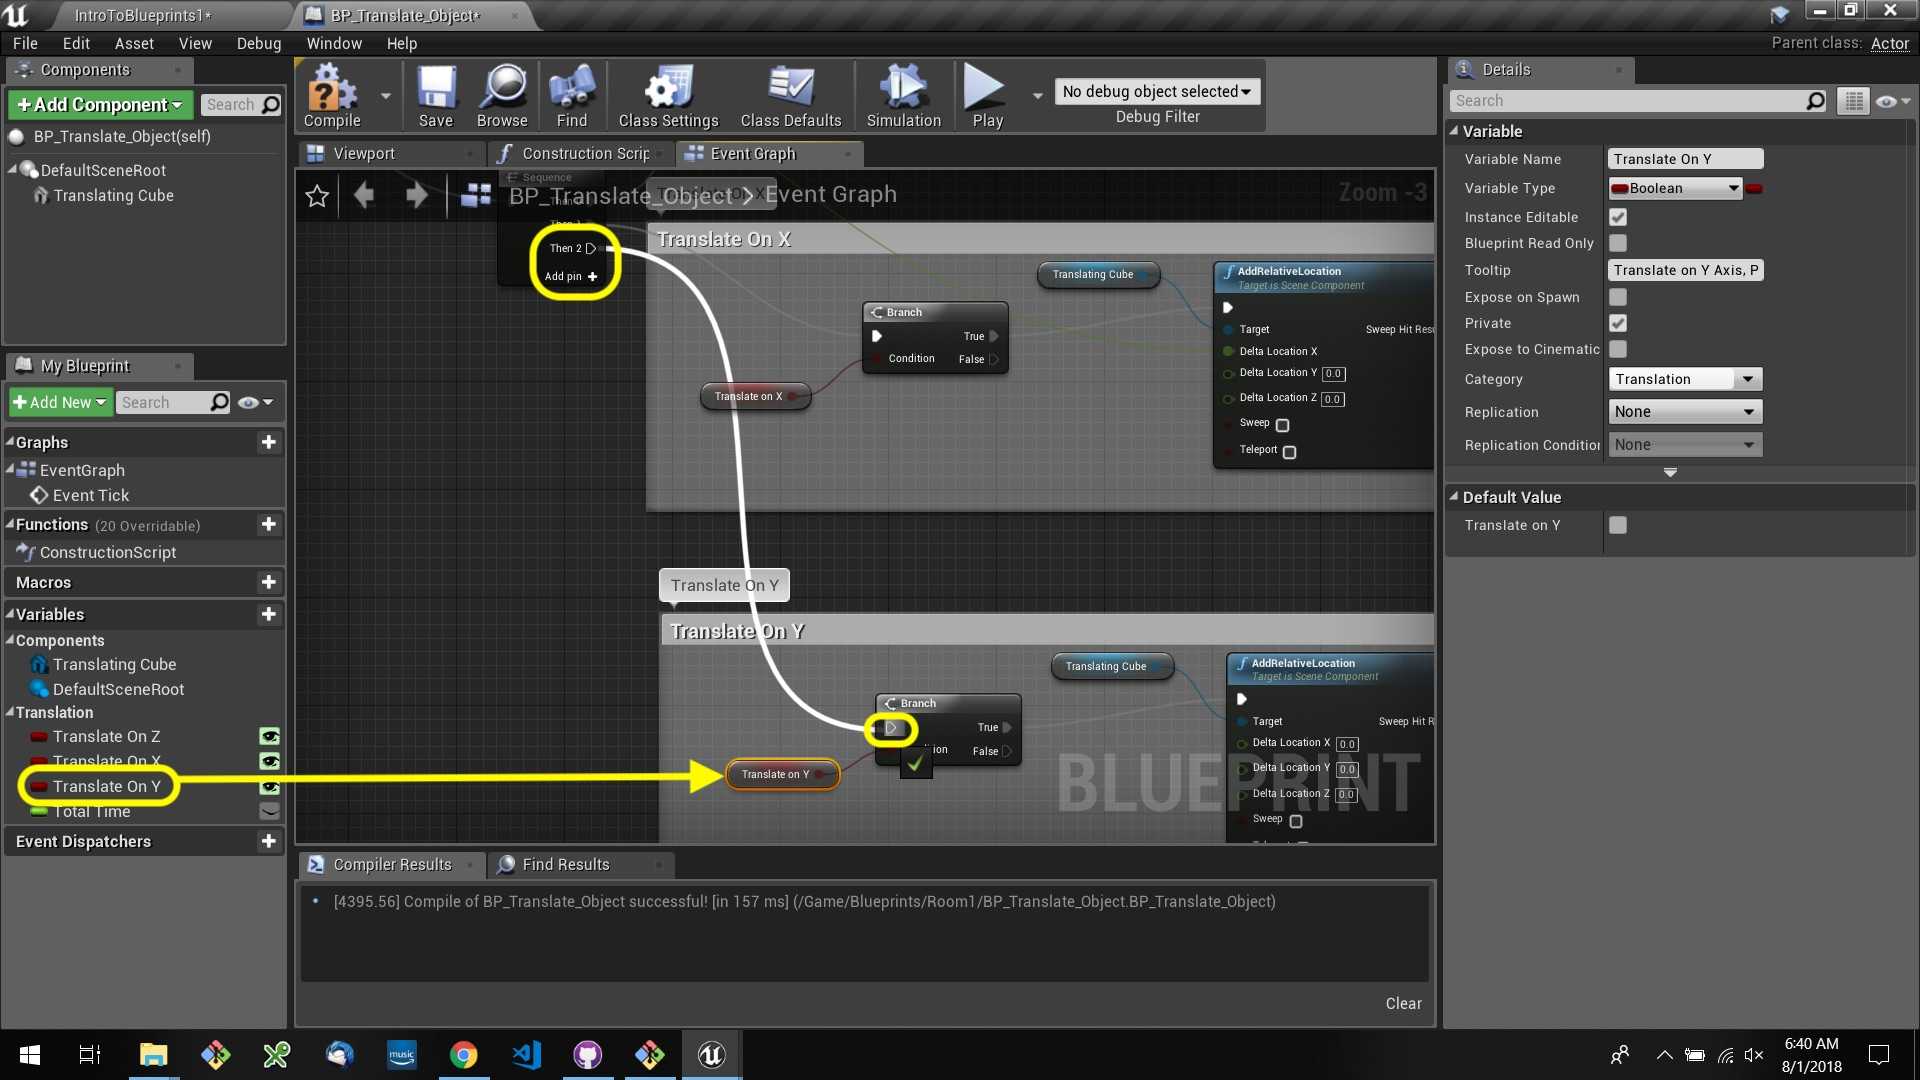 IntroToBlueprints1*
BP_Translate_Object*
File Edit Asset View Debug Window Help
Parent class: Actor
Components
+Add Component
Search
BP_Translate_Object(self)
DefaultSceneRoot
Translating Cube
My Blueprint
+Add New
Search
Graphs
EventGraph
Event Tick
Functions (20 Overridable)
ConstructionScript
Macros
Variables
Components
Translating Cube
DefaultSceneRoot
Translation
Translate On Z
Translate On X
Translate On Y
Total Time
Event Dispatchers
Compile
Save
Browse
Find
Class Settings
Class Defaults
Simulation
Play
No debug object selected
Debug Filter
Viewport
Construction Scrip
Event Graph
Sequence
BP_Translate_Object > Event Graph
Zoom -3
Then 2
Add pin +
Translate On X
Translating Cube
AddRelativeLocation
Target is Scene Component
Branch
True
Condition
False
Target
Sweep Hit Resu
Delta Location X
Delta Location Y 0.0
Delta Location Z 0.0
Sweep
Teleport
Translate on X
Translate On Y
Translate On Y
Translating Cube
AddRelativeLocation
Target is Scene Component
Branch
True
ion
False
Target
Sweep Hit R
Delta Location X 0.0
Delta Location Y 0.0
Delta Location Z 0.0
Sweep
Translate on Y
BLUEPRINT
Compiler Results
Find Results
[4395.56] Compile of BP_Translate_Object successful! [in 157 ms] (/Game/Blueprints/Room1/BP_Translate_Object.BP_Translate_Object)
Clear
Details
Search
Variable
Variable Name Translate On Y
Variable Type Boolean
Instance Editable
Blueprint Read Only
Tooltip Translate on Y Axis, P
Expose on Spawn
Private
Expose to Cinematic
Category Translation
Replication None
Replication Condition None
Default Value
Translate on Y
music
6:40 AM
8/1/2018